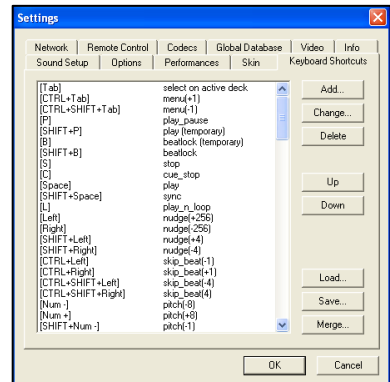 Settings
Network Remote Control Codecs Global Database Video Info
Sound Setup Options Performances Skin Keyboard Shortcuts
[Tab] select on active deck
[CTRL+Tab] menu(+1)
[CTRL+SHIFT+Tab] menu(-1)
[P] play_pause
[SHIFT+P] play (temporary)
[B] beatlock (temporary)
[SHIFT+B] beatlock
[S] stop
[C] cue_stop
[Space] play
[SHIFT+Space] sync
[L] play_n_loop
[Left] nudge(+256)
[Right] nudge(-256)
[SHIFT+Left] nudge(+4)
[SHIFT+Right] nudge(-4)
[CTRL+Left] skip_beat(-1)
[CTRL+Right] skip_beat(+1)
[CTRL+SHIFT+Left] skip_beat(-4)
[CTRL+SHIFT+Right] skip_beat(4)
[Num -] pitch(-8)
[Num +] pitch(+8)
[SHIFT+Num -] pitch(-1)
Add...
Change...
Delete
Up
Down
Load...
Save...
Merge...
OK Cancel